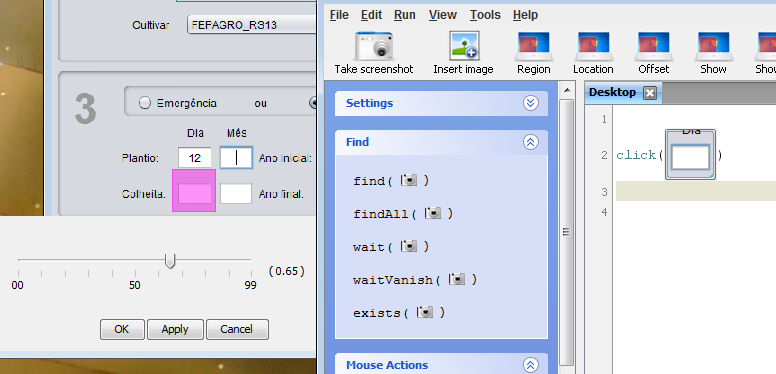 Cultivar
FEPAGRO_RS13
3
Emergência
ou
Dia
Mês
Plantio:
12
Ano Inicial:
Colheita:
Ano final:
(0.65)
00
50
99
OK
Apply
Cancel
File Edit Run View Tools Help
Take screenshot
Insert image
Region
Location
Offset
Show
Show
Settings
Find
find( )
findAll( )
wait( )
waitVanish( )
exists( )
Mouse Actions
Desktop
1
Dia
2 click( )
3
4